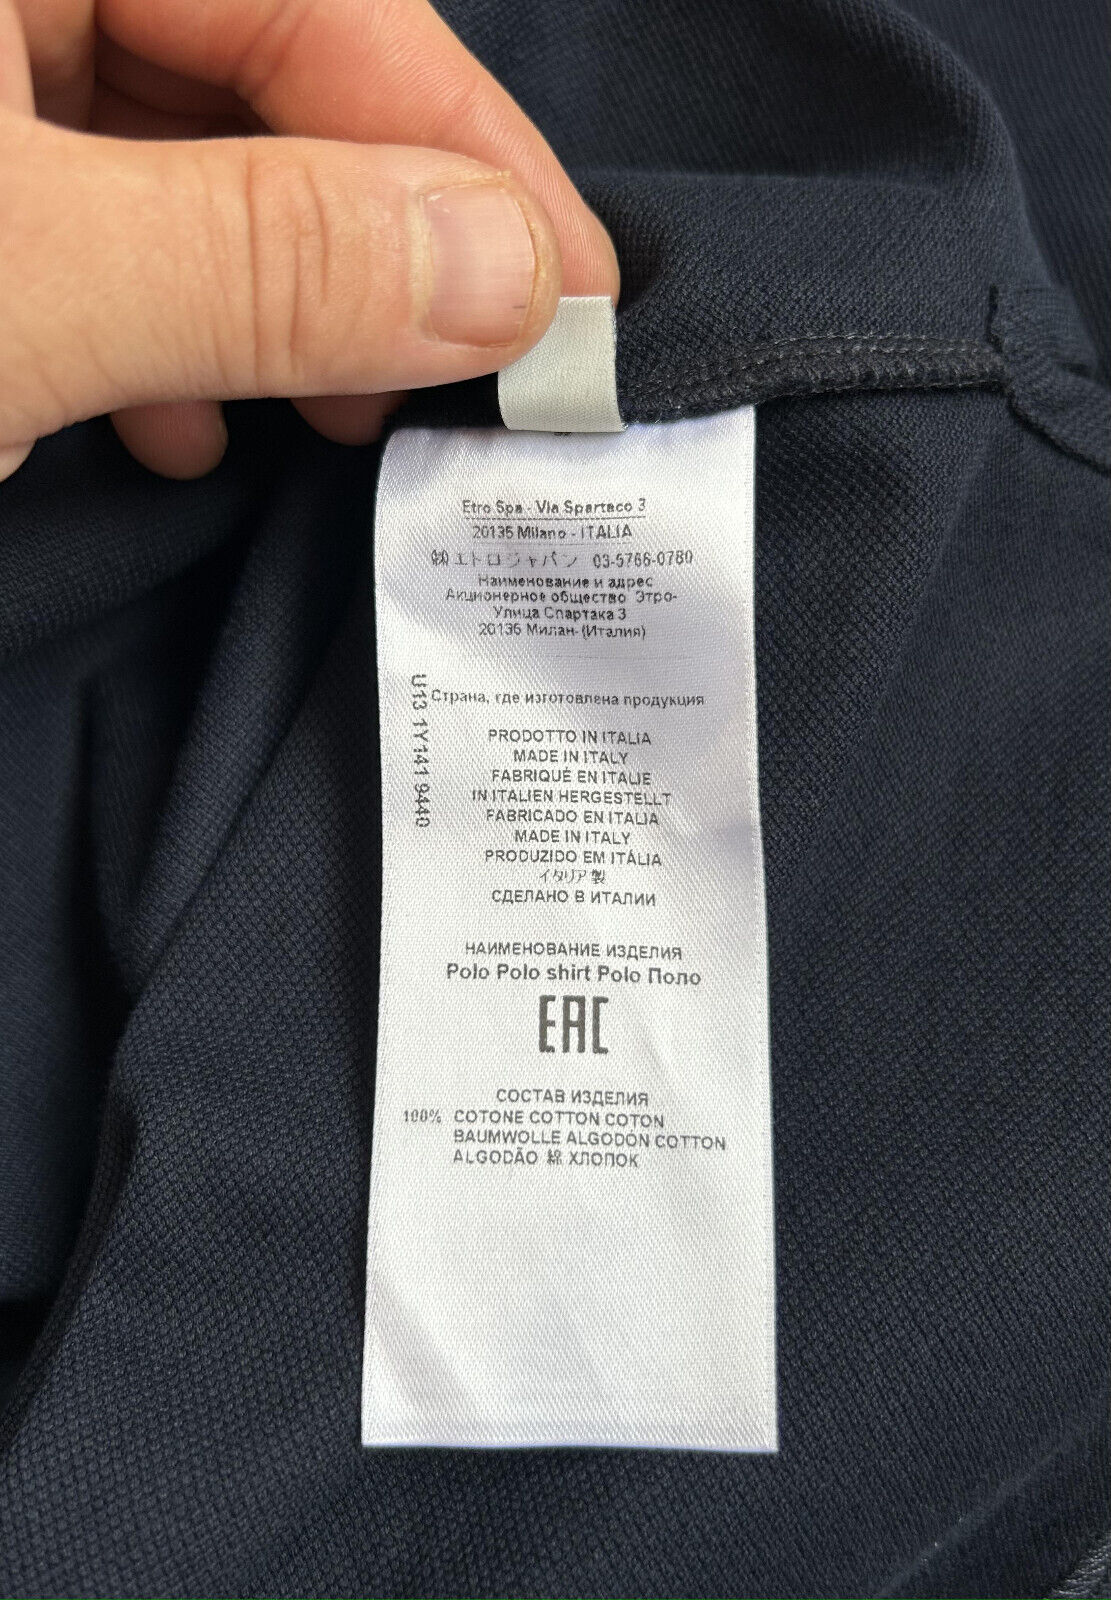 Etro Spa - Via Spartaco 3
20135 Milano - ITALIA
㈱エトロジャパン 03-5766-0780
Наименование и адрес
Акционерное общество Этро-
Улица Спартака 3
20135 Милан- (Италия)
Страна, где изготовлена продукция
U13 1Y141 9440
PRODOTTO IN ITALIA
MADE IN ITALY
FABRIQUÉ EN ITALIE
IN ITALIEN HERGESTELLT
FABRICADO EN ITALIA
MADE IN ITALY
PRODUZIDO EM ITÁLIA
イタリア製
СДЕЛАНО В ИТАЛИИ
НАИМЕНОВАНИЕ ИЗДЕЛИЯ
Polo Polo shirt Polo Поло
EAC
СОСТАВ ИЗДЕЛИЯ
100% COTONE COTTON COTON
BAUMWOLLE ALGODÓN COTTON
ALGODÃO 綿 ХЛОПОК